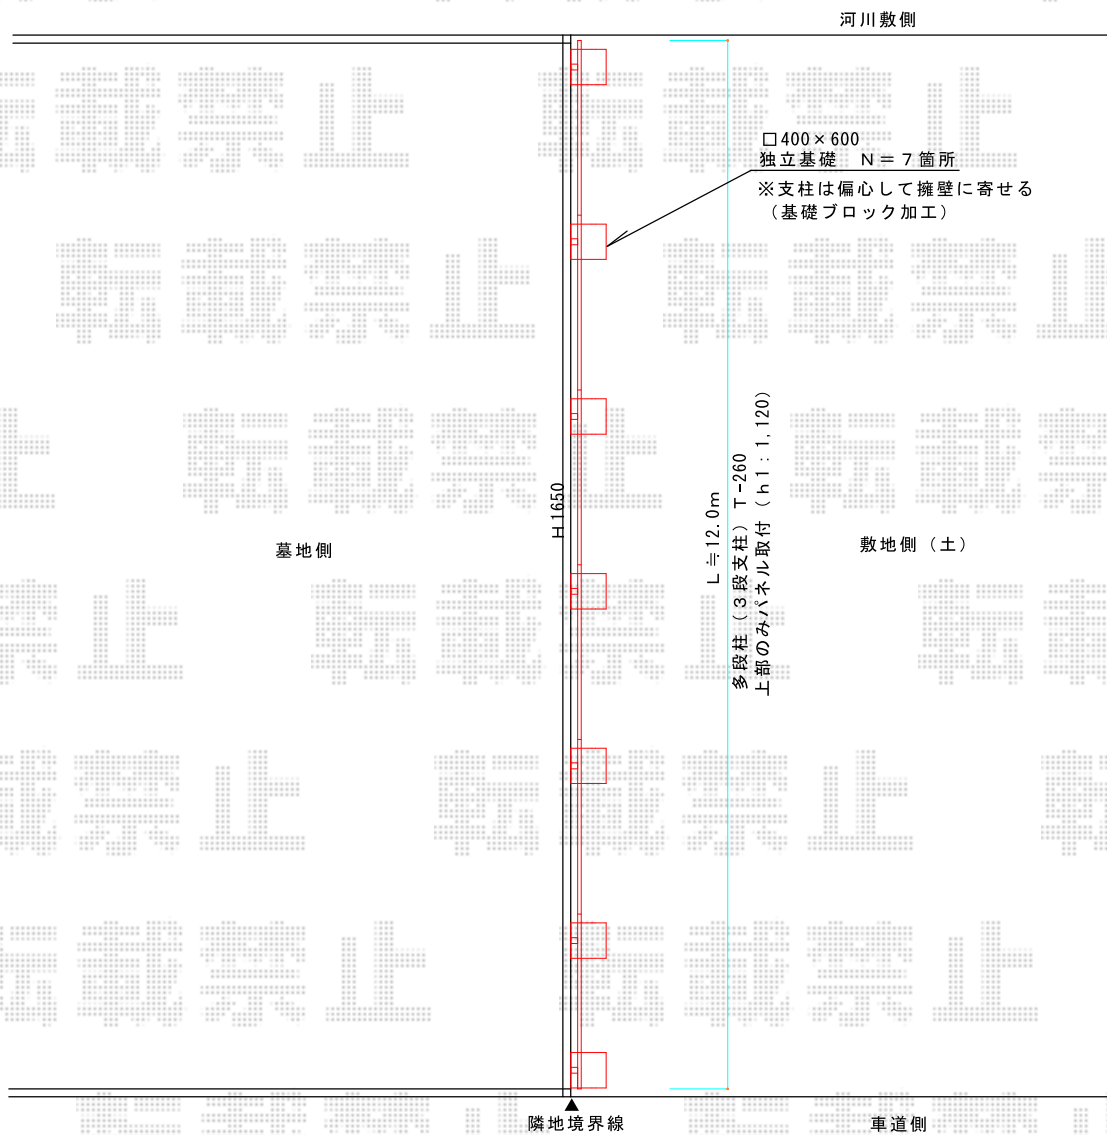 河川敷側
□400×600
独立基礎　N＝7箇所
※支柱は偏心して擁壁に寄せる
（基礎ブロック加工）
H1650
L≒12.0m
多段柱（3段支柱）T-260
上部のみパネル取付（h1：1,120）
墓地側
敷地側（土）
▲
隣地境界線
車道側
転載禁止